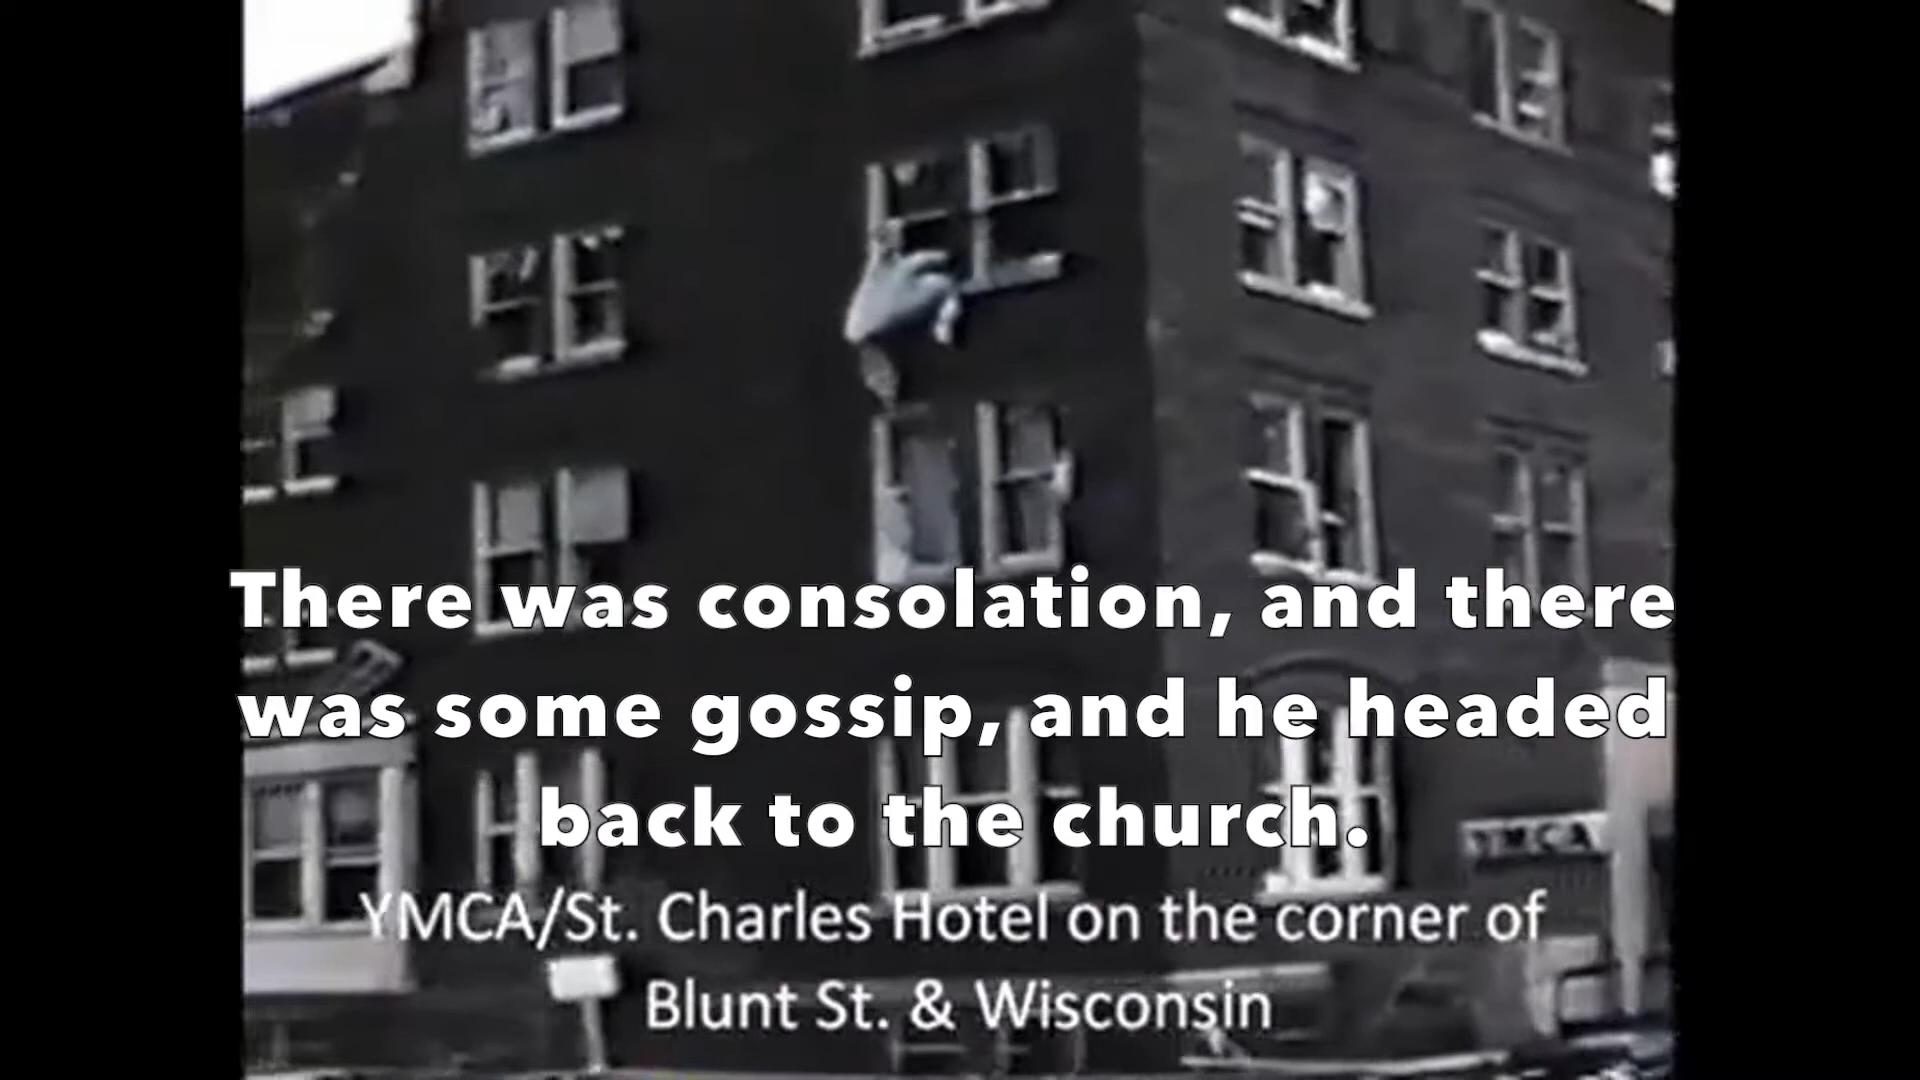 There was consolation, and there
was some gossip, and he headed
back to the church.
YMCA
YMCA/St. Charles Hotel on the corner of
Blunt St. & Wisconsin